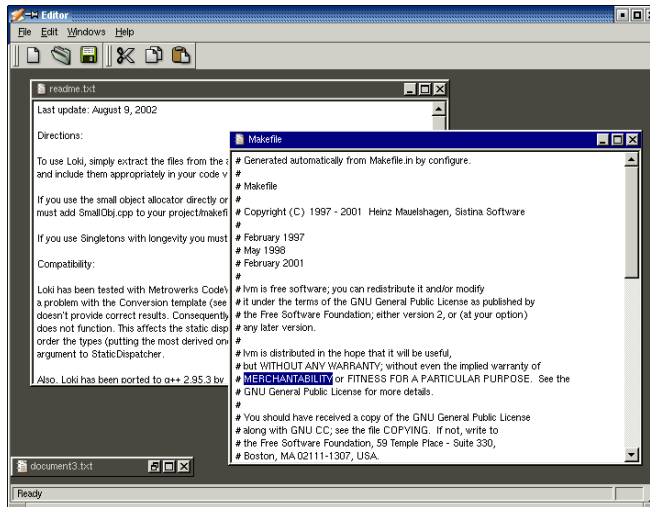 Editor
File Edit Windows Help
readme.txt
Last update: August 9, 2002
Directions:
To use Loki, simply extract the files from the
and include them appropriately in your code
If you use the small object allocator directly or
must add SmallObj.cpp to your project/makefi
If you use Singletons with longevity you must
Compatibility:
Loki has been tested with Metrowerks Code
a problem with the Conversion template (see
doesn't provide correct results. Consequently
does not function. This affects the static disp
order the types (putting the most derived one
argument to StaticDispatcher.
Also, Loki has been ported to g++ 2.95.3 by
Makefile
# Generated automatically from Makefile.in by configure.
#
# Makefile
#
# Copyright (C) 1997 - 2001 Heinz Mauelshagen, Sistina Software
#
# February 1997
# May 1998
# February 2001
#
# lvm is free software; you can redistribute it and/or modify
# it under the terms of the GNU General Public License as published by
# the Free Software Foundation; either version 2, or (at your option)
# any later version.
#
# lvm is distributed in the hope that it will be useful,
# but WITHOUT ANY WARRANTY; without even the implied warranty of
# MERCHANTABILITY or FITNESS FOR A PARTICULAR PURPOSE. See the
# GNU General Public License for more details.
#
# You should have received a copy of the GNU General Public License
# along with GNU CC; see the file COPYING. If not, write to
# the Free Software Foundation, 59 Temple Place - Suite 330,
# Boston, MA 02111-1307, USA.
document3.txt
Ready